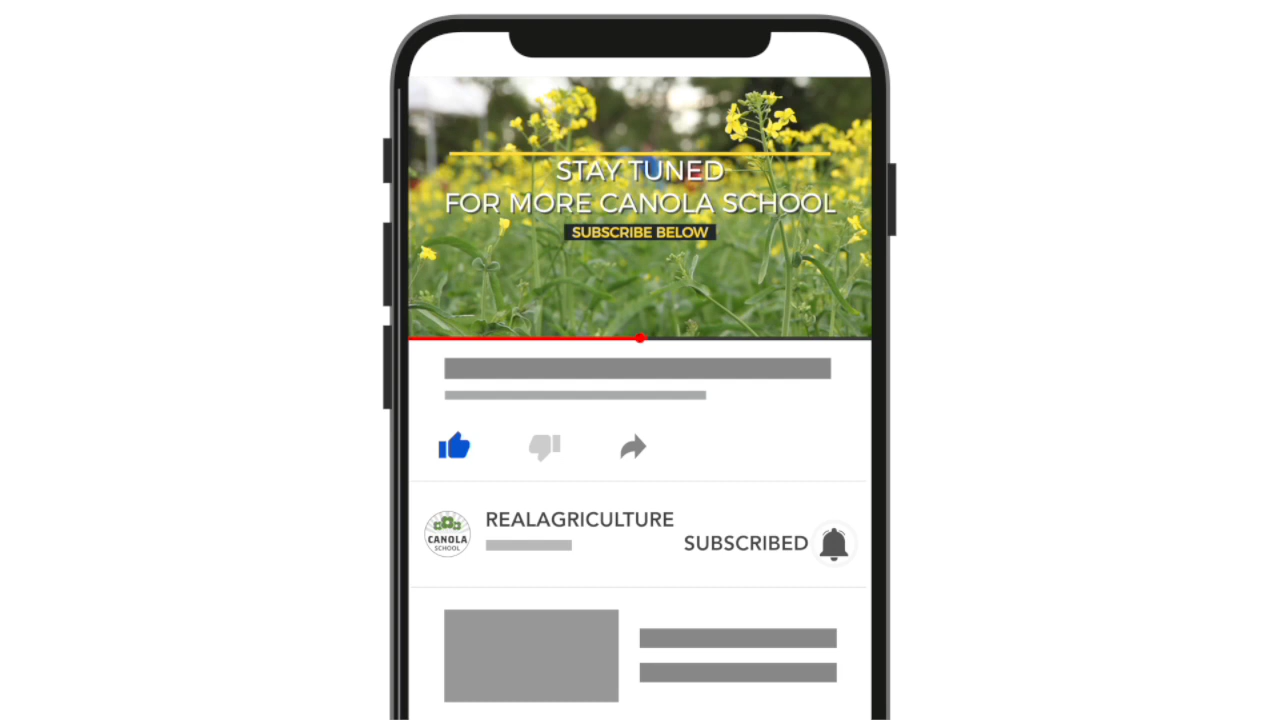 STAY TUNED
FOR MORE CANOLA SCHOOL
SUBSCRIBE BELOW
REALAGRICULTURE
CANOLA
SCHOOL
SUBSCRIBED